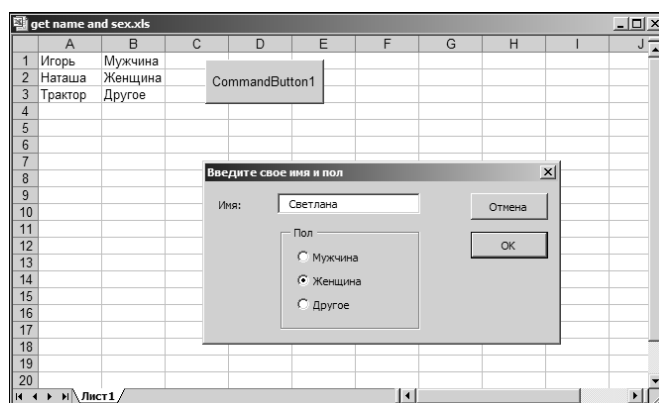 get name and sex.xls
A B C D E F G H I J
1 Игорь Мужчина
2 Наташа Женщина
3 Трактор Другое
CommandButton1
4
5
6
7
8
9
10
11
12
13
14
15
16
17
18
19
20
Введите свое имя и пол
Имя: Светлана
Отмена
OK
Пол
Мужчина
Женщина
Другое
Лист1